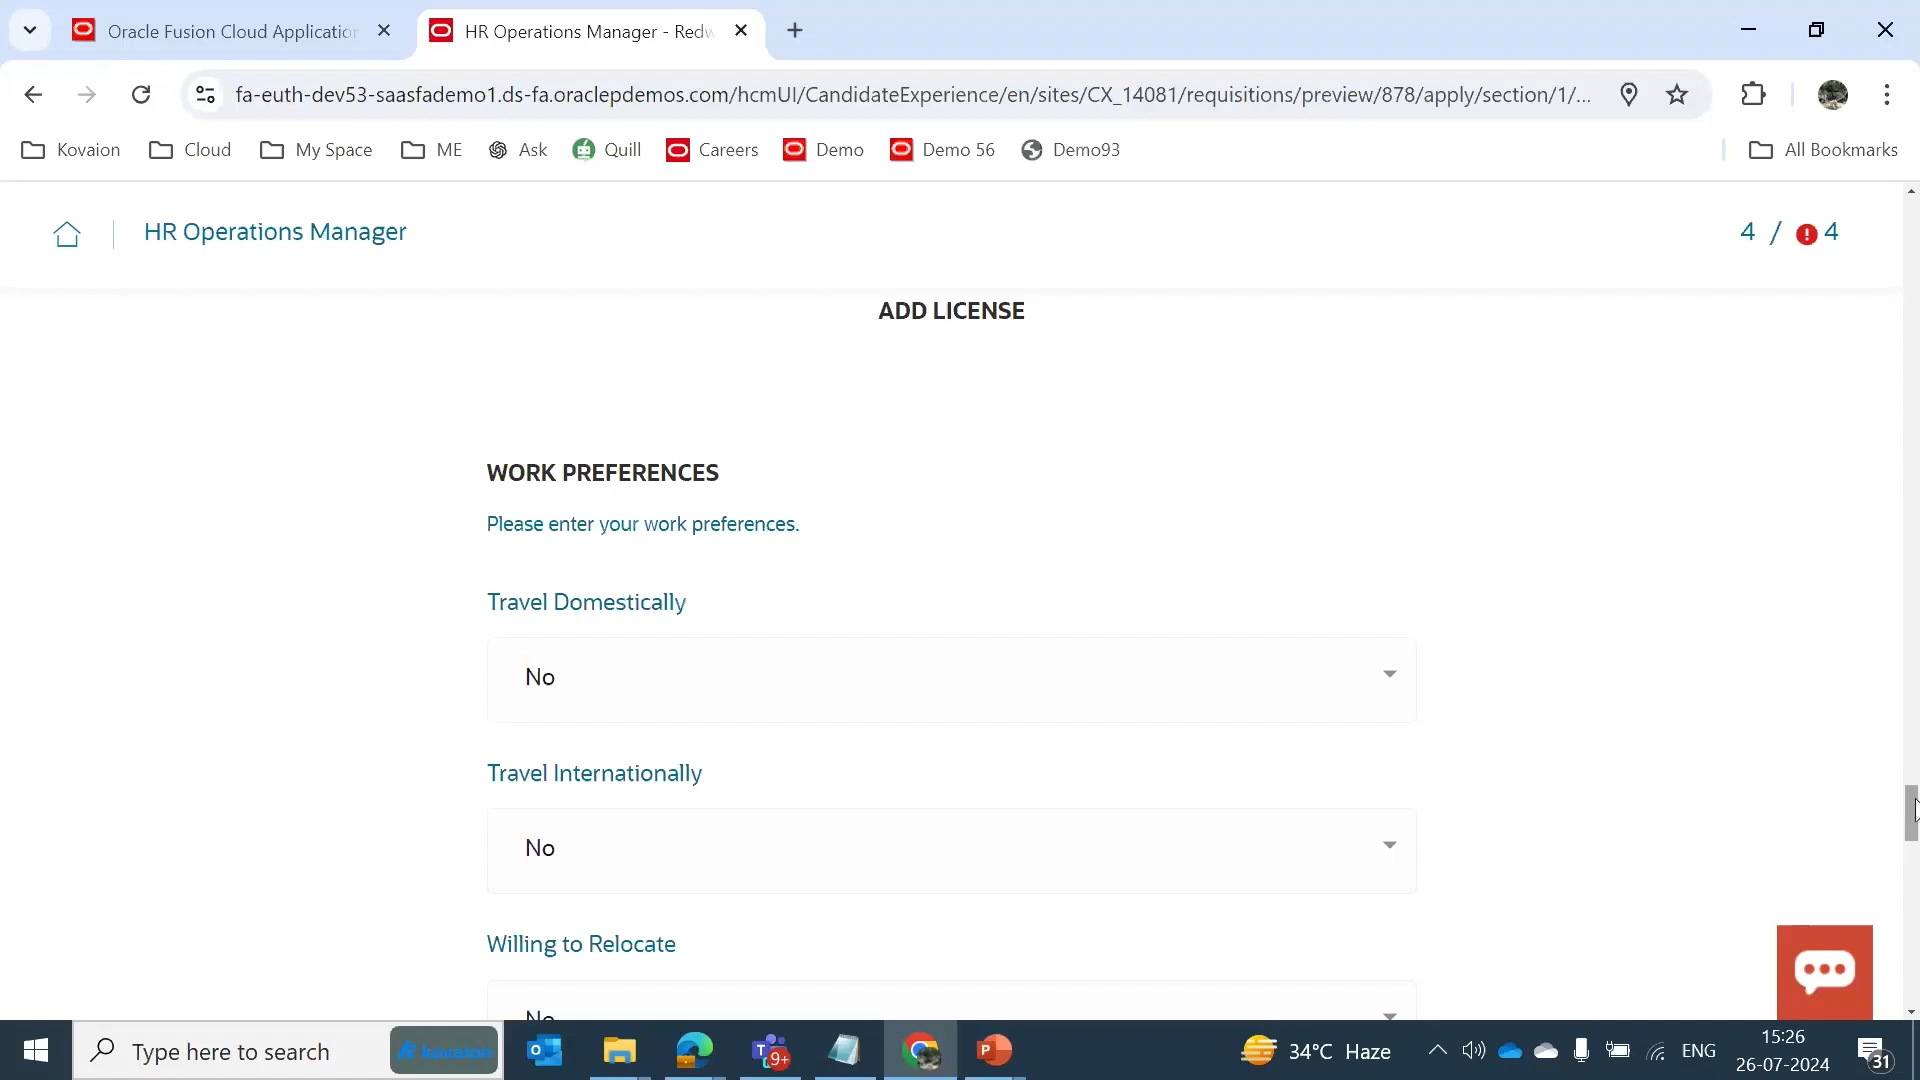 Oracle Fusion Cloud Application
HR Operations Manager - Redw
fa-euth-dev53-saasfademo1.ds-fa.oraclepdemos.com/hcmUI/CandidateExperience/en/sites/CX_14081/requisitions/preview/878/apply/section/1/...
Kovaion
Cloud
My Space
ME
Ask
Quill
Careers
Demo
Demo 56
Demo93
All Bookmarks
HR Operations Manager
4 / 4
ADD LICENSE
WORK PREFERENCES
Please enter your work preferences.
Travel Domestically
No
Travel Internationally
No
Willing to Relocate
No
Type here to search
kovaion
9+
34°C Haze
ENG
15:26
26-07-2024
31